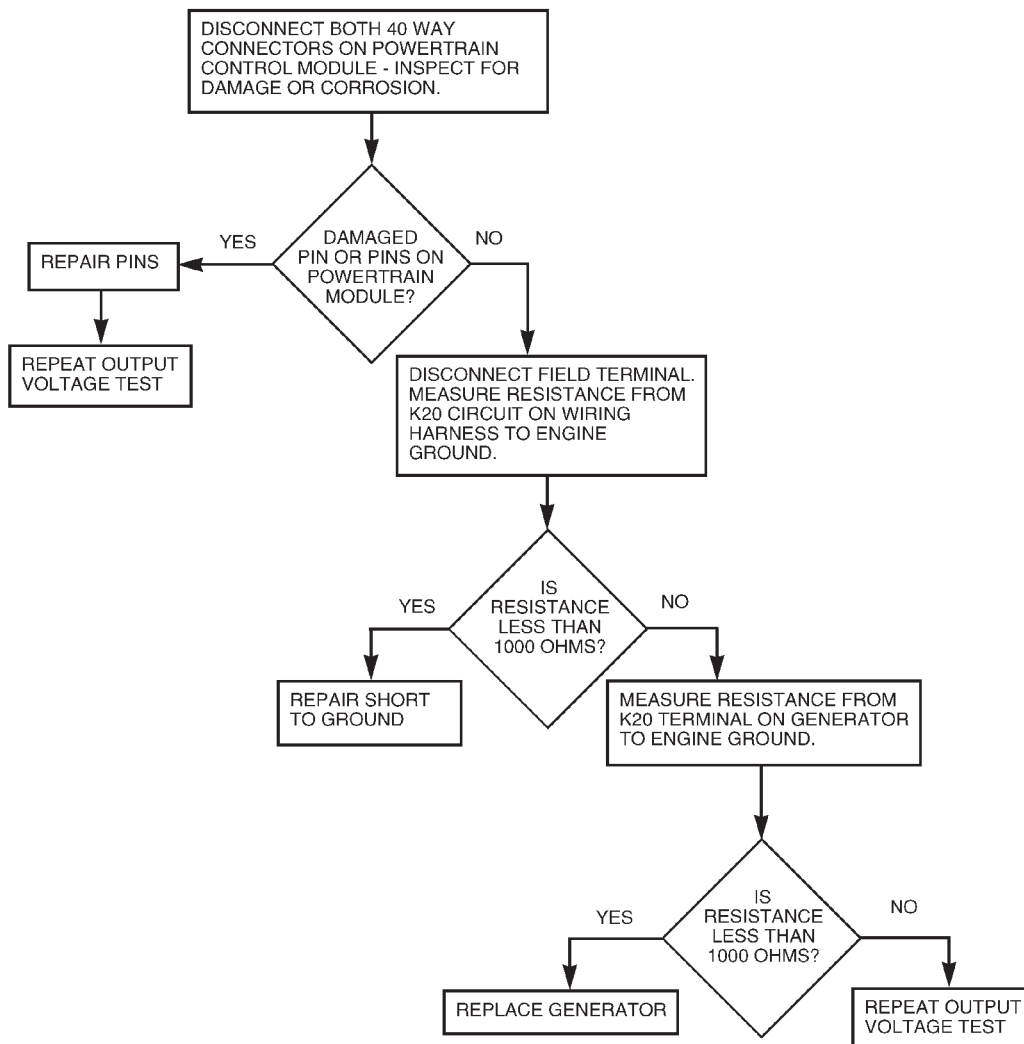 DISCONNECT BOTH 40 WAY
CONNECTORS ON POWERTRAIN
CONTROL MODULE - INSPECT FOR
DAMAGE OR CORROSION.
DAMAGED
PIN OR PINS ON
POWERTRAIN
MODULE?
YES
NO
REPAIR PINS
REPEAT OUTPUT
VOLTAGE TEST
DISCONNECT FIELD TERMINAL.
MEASURE RESISTANCE FROM
K20 CIRCUIT ON WIRING
HARNESS TO ENGINE
GROUND.
IS
RESISTANCE
LESS THAN
1000 OHMS?
YES
NO
REPAIR SHORT
TO GROUND
MEASURE RESISTANCE FROM
K20 TERMINAL ON GENERATOR
TO ENGINE GROUND.
IS
RESISTANCE
LESS THAN
1000 OHMS?
YES
NO
REPLACE GENERATOR
REPEAT OUTPUT
VOLTAGE TEST